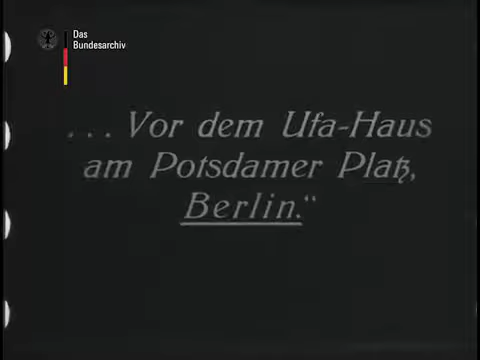 Das
Bundesarchiv
. . . Vor dem Ufa-Haus
am Potsdamer Platz,
Berlin.“